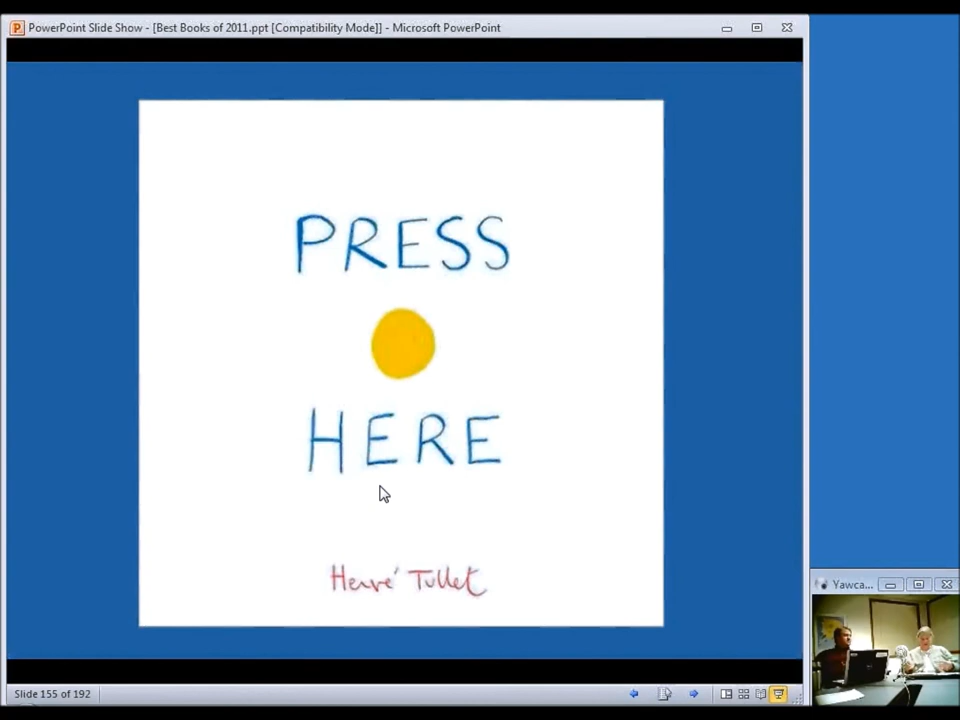 PowerPoint Slide Show - [Best Books of 2011.ppt [Compatibility Mode]] - Microsoft PowerPoint
PRESS
HERE
Hervé Tullet
Yawca...
Slide 155 of 192